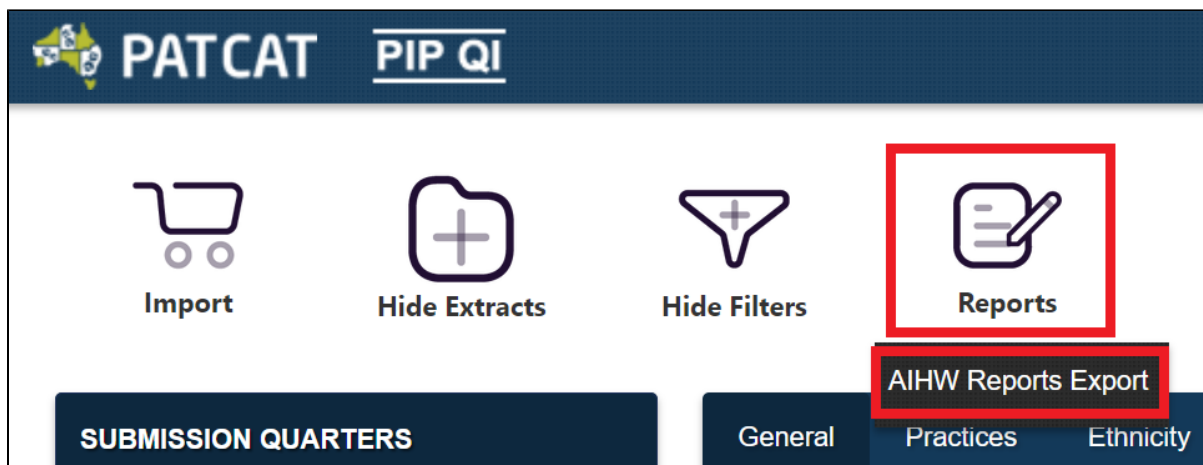 PATCAT PIP QI
Import Hide Extracts Hide Filters Reports
AIHW Reports Export
SUBMISSION QUARTERS
General Practices Ethnicity